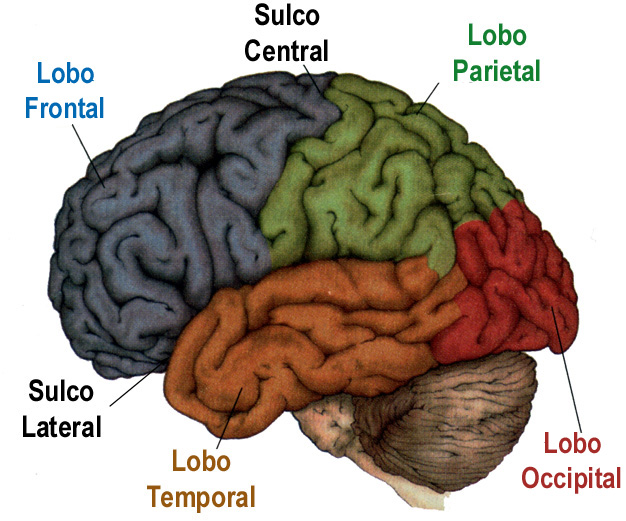 Sulco
Central
Lobo
Parietal
Lobo
Frontal
Sulco
Lateral
Lobo
Temporal
Lobo
Occipital